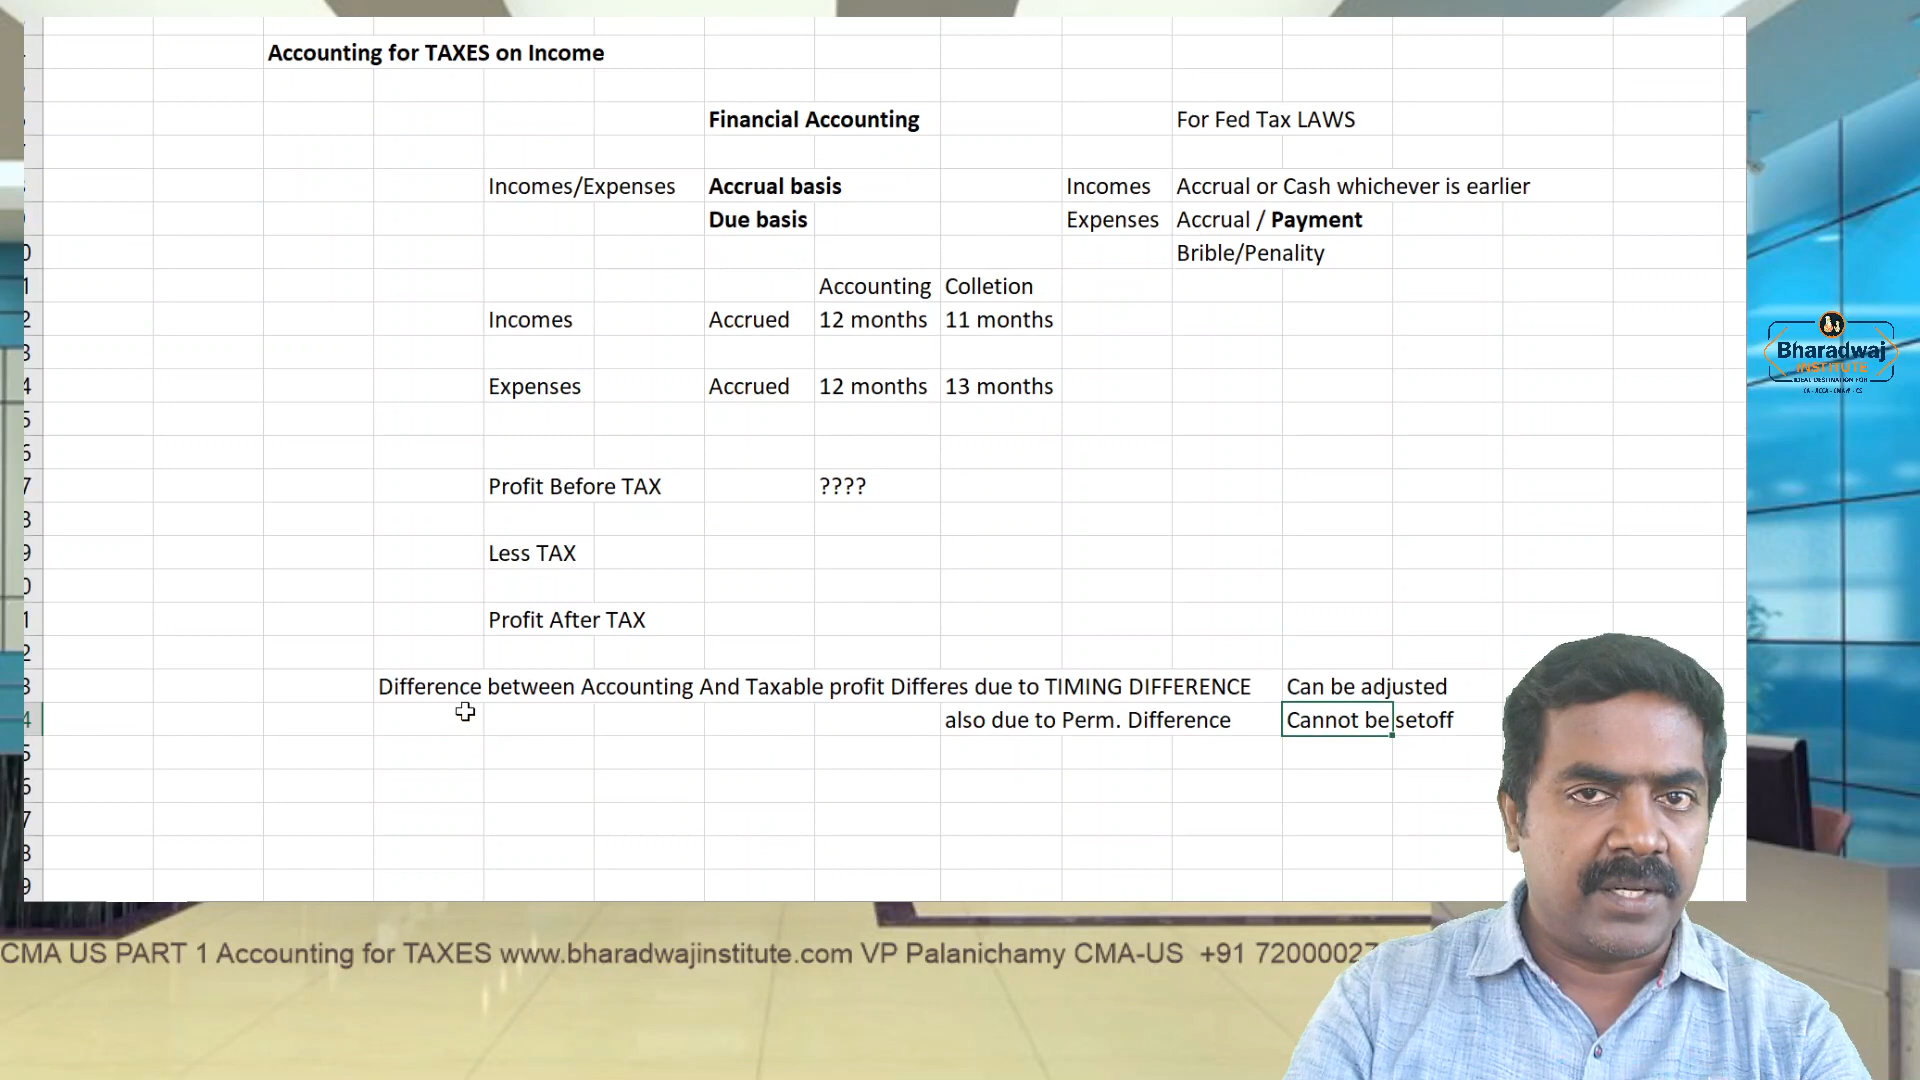 Accounting for TAXES on Income
Financial Accounting For Fed Tax LAWS
Incomes/Expenses Accrual basis Incomes Accrual or Cash whichever is earlier
Due basis Expenses Accrual / Payment
Brible/Penality
Accounting Colletion
Incomes Accrued 12 months 11 months
Expenses Accrued 12 months 13 months
Profit Before TAX ????
Less TAX
Profit After TAX
Difference between Accounting And Taxable profit Differes due to TIMING DIFFERENCE Can be adjusted
also due to Perm. Difference Cannot be setoff
Bharadwaj
INSTITUTE
CMA US PART 1 Accounting for TAXES www.bharadwajinstitute.com VP Palanichamy CMA-US +91 7200002